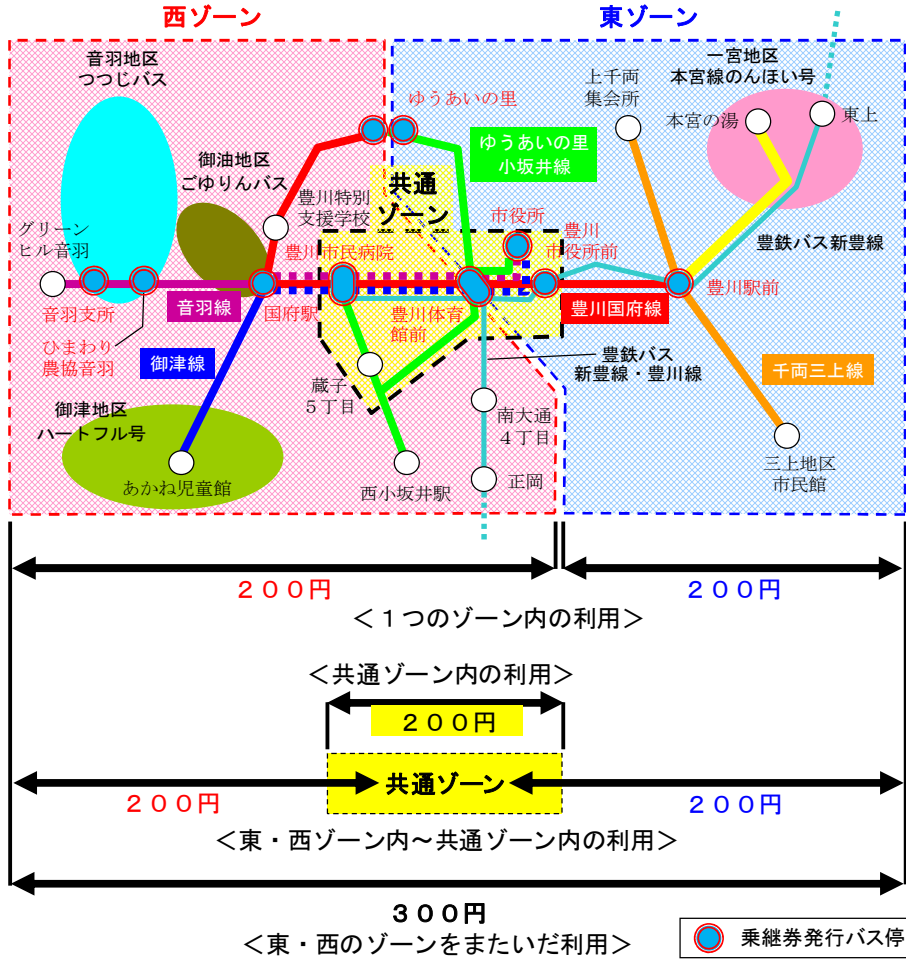 西ゾーン
東ゾーン
音羽地区
つつじバス
ゆうあいの里
上千両
集会所
一宮地区
本宮線のんほい号
本宮の湯
東上
御油地区
ごゆりんバス
ゆうあいの里
小坂井線
共通
ゾーン
豊川特別
支援学校
市役所
豊川
市役所前
グリーン
ヒル音羽
豊川市民病院
豊鉄バス新豊線
音羽支所
音羽線
国府駅
豊川体育
館前
豊川国府線
豊川駅前
ひまわり
農協音羽
御津線
豊鉄バス
新豊線・豊川線
千両三上線
蔵子
5丁目
御津地区
ハートフル号
南大通
4丁目
あかね児童館
西小坂井駅
正岡
三上地区
市民館
200円
200円
<1つのゾーン内の利用>
<共通ゾーン内の利用>
200円
共通ゾーン
200円
200円
<東・西ゾーン内~共通ゾーン内の利用>
300円
<東・西のゾーンをまたいだ利用>
乗継券発行バス停